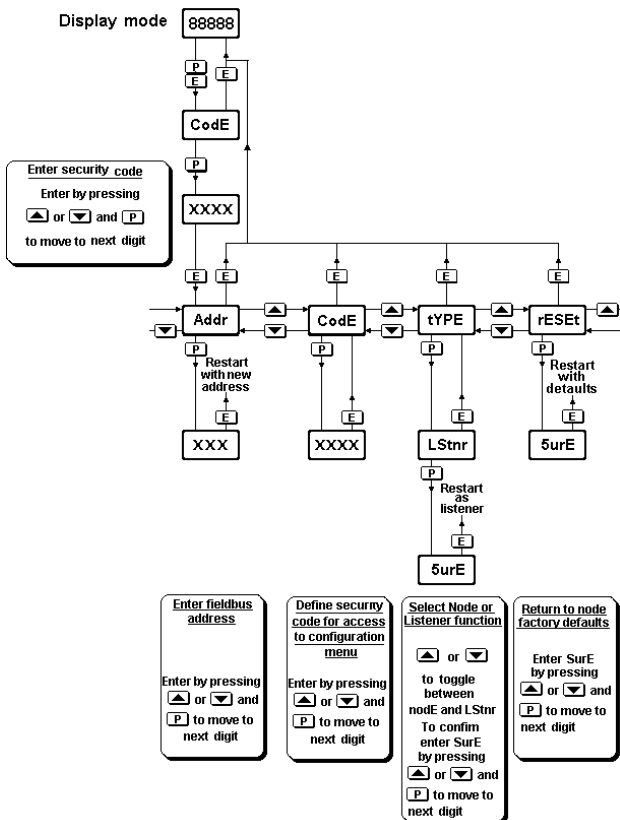 Display mode
88888
P
E
E
CodE
P
Enter security code
Enter by pressing
or and P
to move to next digit
XXXX
E E E E E
Addr CodE tYPE rESEt
P P P P
Restart
with new
address
Restart
with
detaults
E E E E
XXX XXXX LStnr 5urE
P
Restart
as
listener
E
5urE
Enter fieldbus
address
Enter by pressing
or and
P to move to
next digit
Define security
code for access
to configuration
menu
Enter by pressing
or and
P to move to
next digit
Select Node or
Listener function
or
to toggle
between
nodE and LStnr
To confim
enter SurE
by pressing
or and
P to move to
next digit
Return to node
factory defaults
Enter SurE
by pressing
or and
P to move to
next digit